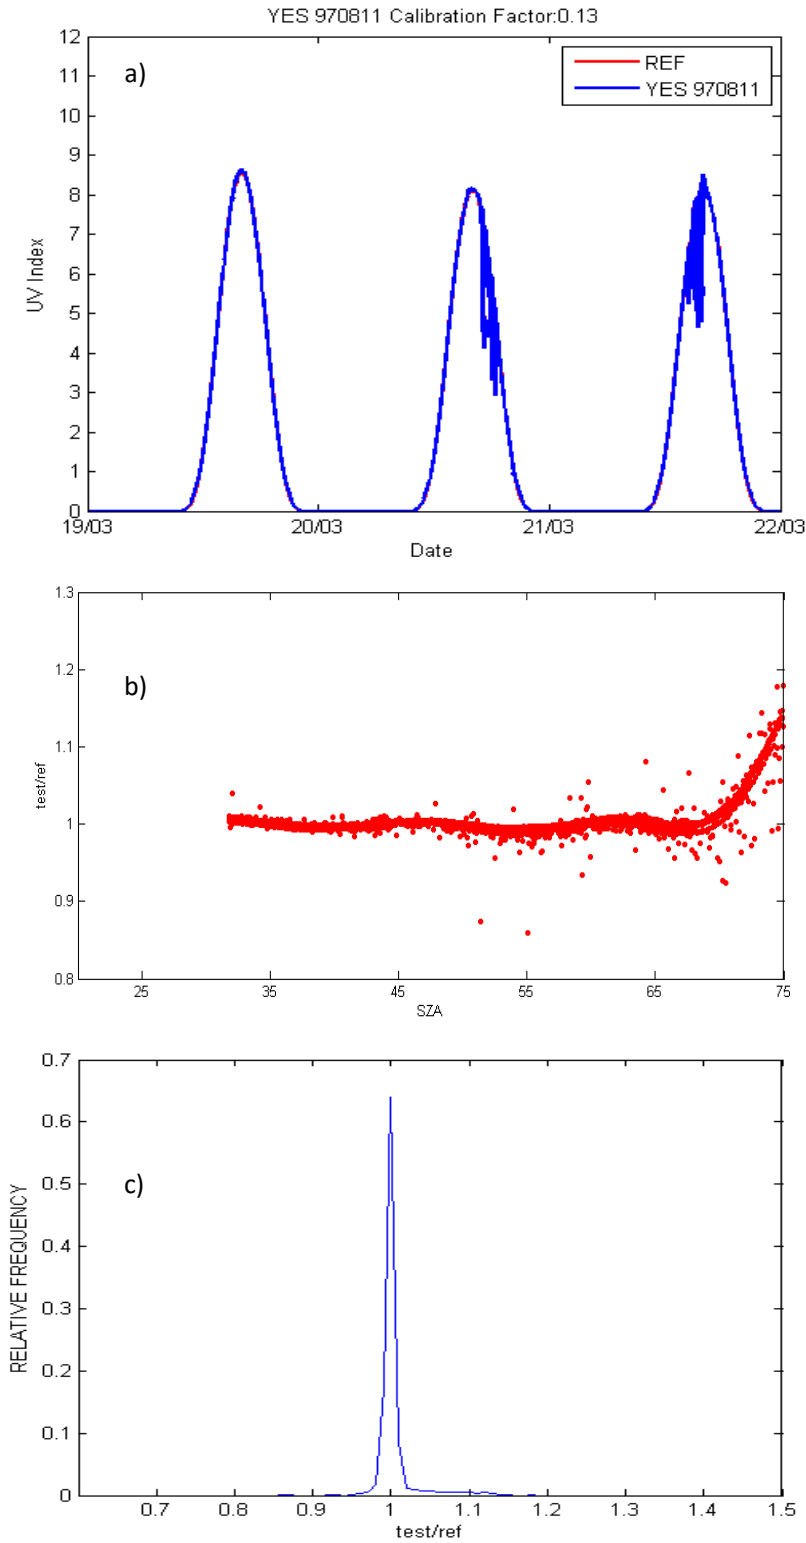 YES 970811 Calibration Factor:0.13
12
11
10
9
8
7
6
5
4
3
2
1
0
a)
REF
YES 970811
UV Index
19/03 20/03 21/03 22/03
Date
1.3
1.2
1.1
1
0.9
0.8
b)
test/ref
25 35 45 55 65 75
SZA
0.7
0.6
0.5
0.4
0.3
0.2
0.1
0
c)
RELATIVE FREQUENCY
0.7 0.8 0.9 1 1.1 1.2 1.3 1.4 1.5
test/ref